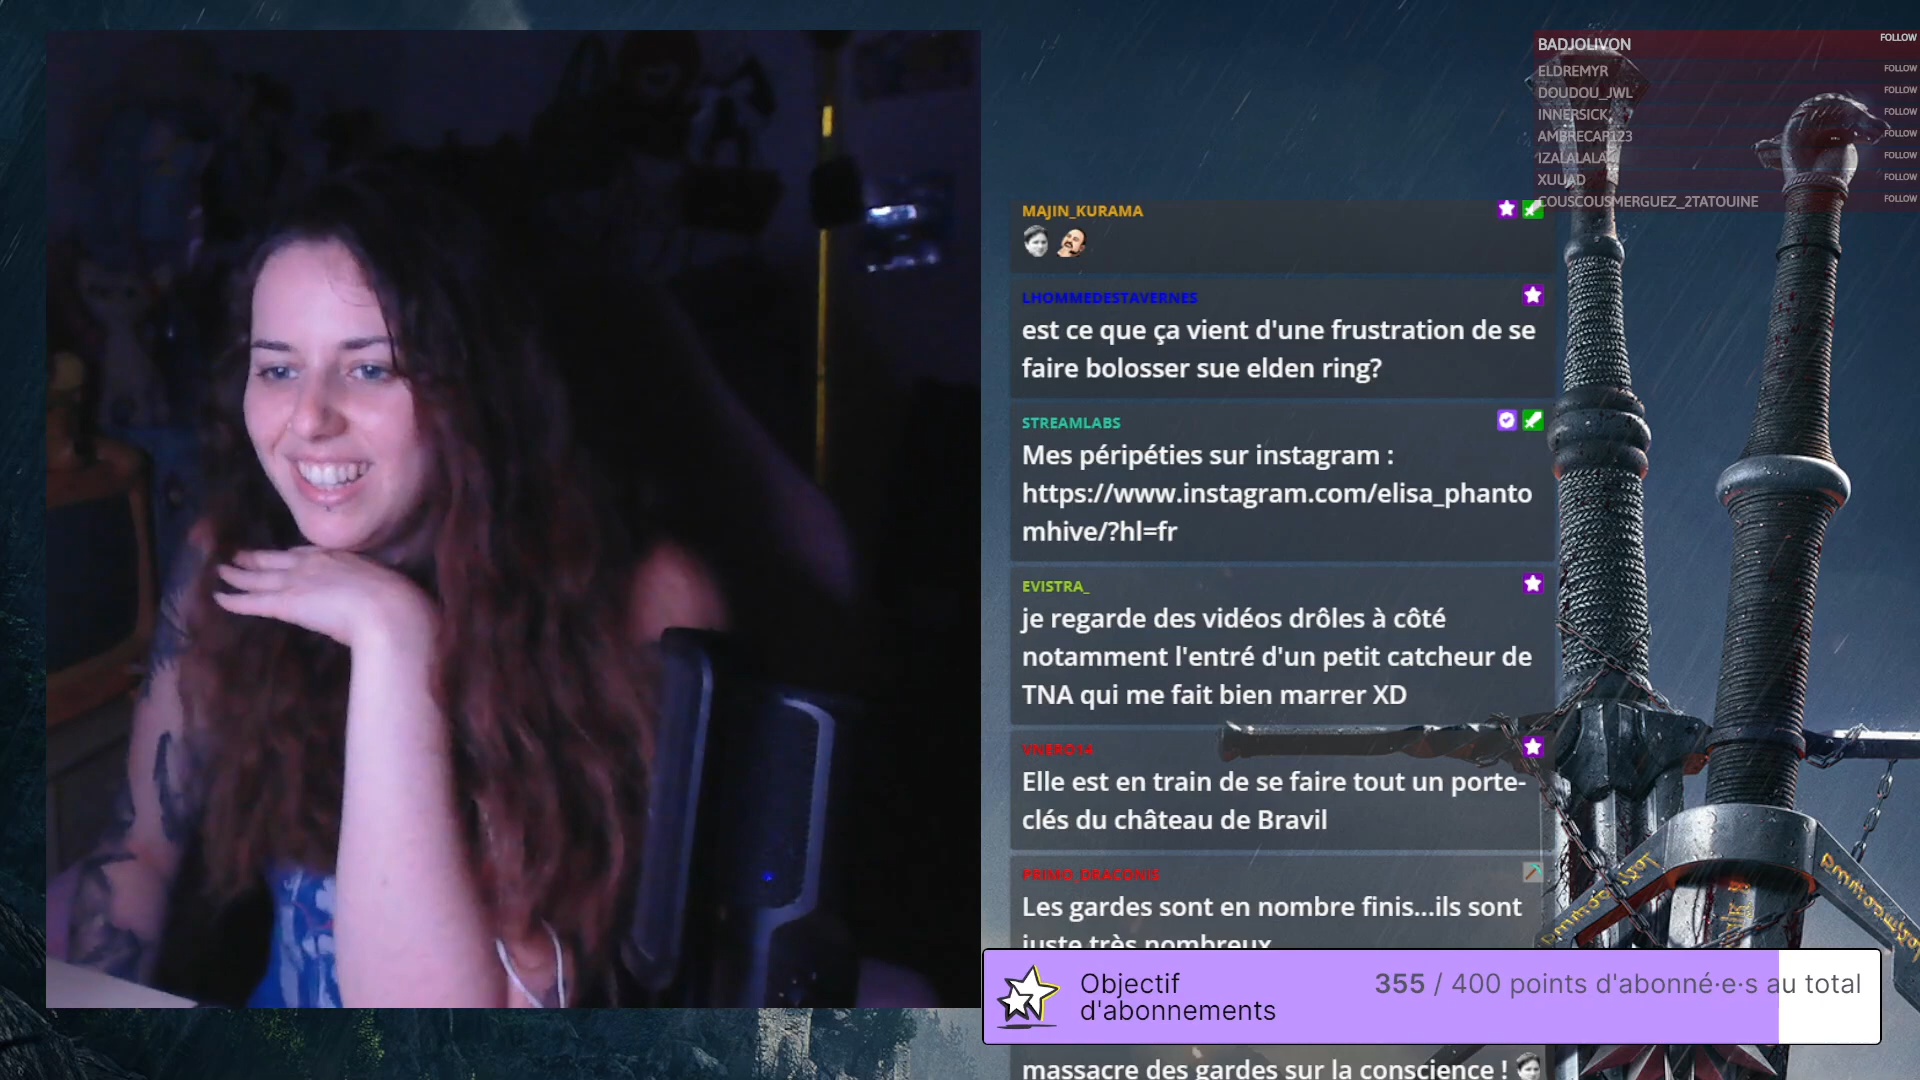 BADJOLIVON FOLLOW
ELDREMYR FOLLOW
DOUDOU_JWL FOLLOW
INNERSICK FOLLOW
AMBRECAR123 FOLLOW
IZALALALA FOLLOW
XUUAD FOLLOW
COUSCOUSMERGUEZ_2TATOUINE FOLLOW
MAJIN_KURAMA
LHOMMEDESTAVERNES
est ce que ça vient d'une frustration de se
faire bolosser sue elden ring?
STREAMLABS
Mes péripéties sur instagram :
https://www.instagram.com/elisa_phanto
mhive/?hl=fr
EVISTRA_
je regarde des vidéos drôles à côté
notamment l'entré d'un petit catcheur de
TNA qui me fait bien marrer XD
VNERO14
Elle est en train de se faire tout un porte-
clés du château de Bravil
PRIMO_DRACONIS
Les gardes sont en nombre finis...ils sont
juste très nombreux
Objectif
d'abonnements
355 / 400 points d'abonné·e·s au total
massacre des gardes sur la conscience !